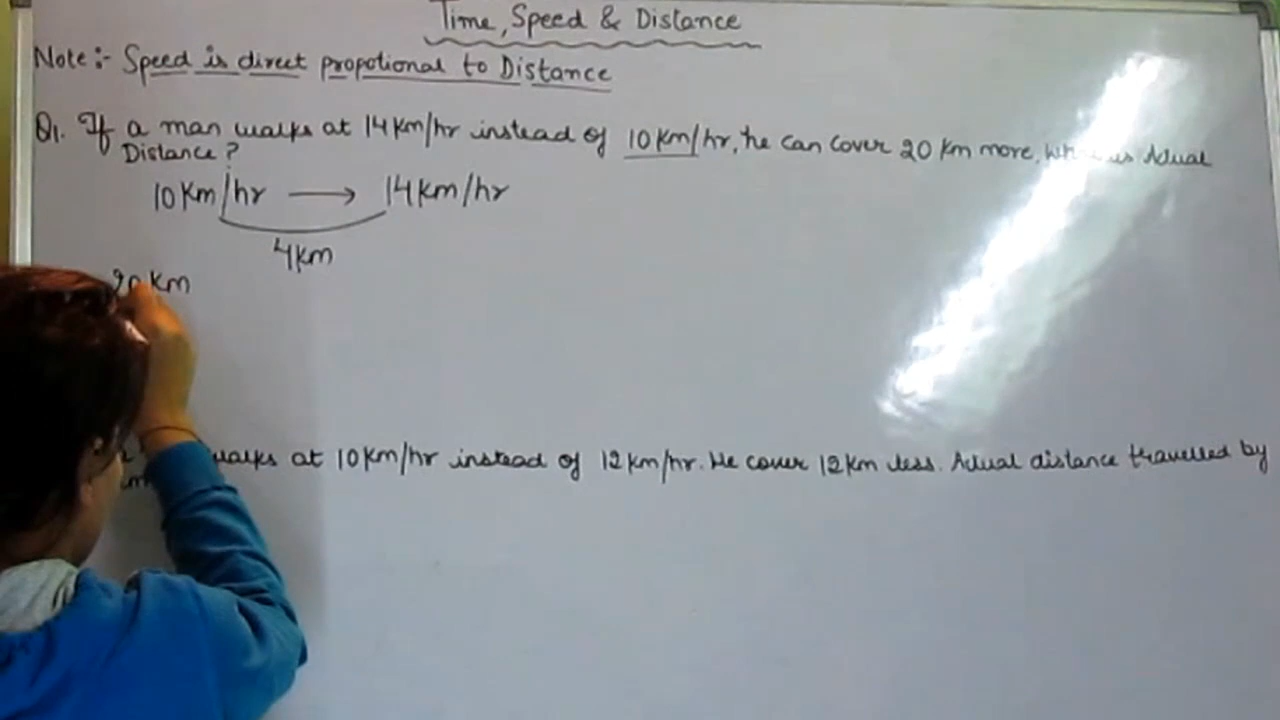 Time, Speed & Distance
Note:- Speed is direct propotional to Distance
Q1. If a man walks at 14 km/hr instead of 10 km/hr, he can cover 20 km more, is Actual
Distance?
10 Km/hr → 14 km/hr
4 km
20 Km
walks at 10 km/hr instead of 12 km/hr. He cover 12 km less. Actual distance travelled by